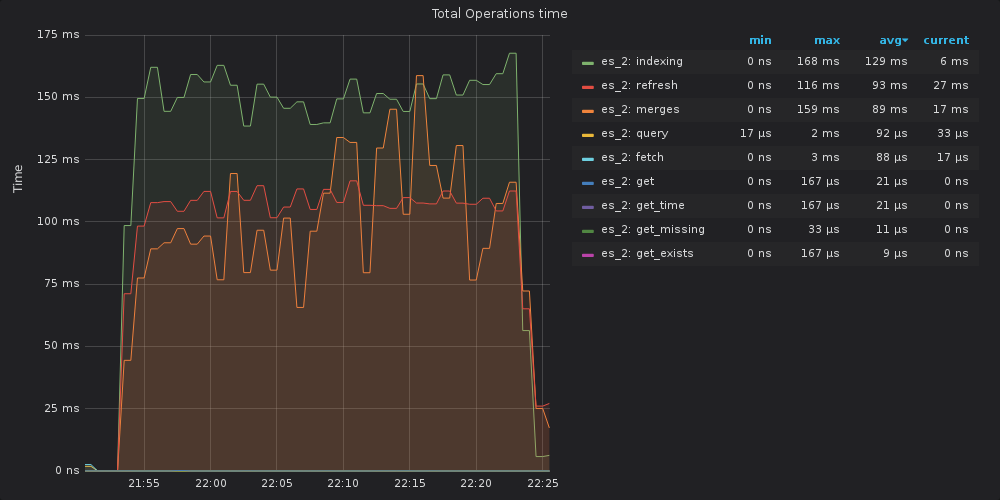 Total Operations time
Time
175 ms
150 ms
125 ms
100 ms
75 ms
50 ms
25 ms
0 ns
21:55 22:00 22:05 22:10 22:15 22:20 22:25
min max avg current
es_2: indexing 0 ns 168 ms 129 ms 6 ms
es_2: refresh 0 ns 116 ms 93 ms 27 ms
es_2: merges 0 ns 159 ms 89 ms 17 ms
es_2: query 17 µs 2 ms 92 µs 33 µs
es_2: fetch 0 ns 3 ms 88 µs 17 µs
es_2: get 0 ns 167 µs 21 µs 0 ns
es_2: get_time 0 ns 167 µs 21 µs 0 ns
es_2: get_missing 0 ns 33 µs 11 µs 0 ns
es_2: get_exists 0 ns 167 µs 9 µs 0 ns